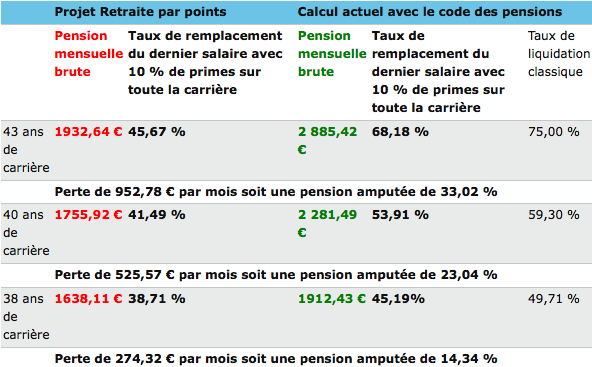 Projet Retraite par points Calcul actuel avec le code des pensions
Pension mensuelle brute Taux de remplacement du dernier salaire avec 10 % de primes sur toute la carrière Pension mensuelle brute Taux de remplacement du dernier salaire avec 10 % de primes sur toute la carrière Taux de liquidation classique
43 ans de carrière 1932,64 € 45,67 % 2 885,42 € 68,18 % 75,00 %
Perte de 952,78 € par mois soit une pension amputée de 33,02 %
40 ans de carrière 1755,92 € 41,49 % 2 281,49 € 53,91 % 59,30 %
Perte de 525,57 € par mois soit une pension amputée de 23,04 %
38 ans de carrière 1638,11 € 38,71 % 1912,43 € 45,19% 49,71 %
Perte de 274,32 € par mois soit une pension amputée de 14,34 %